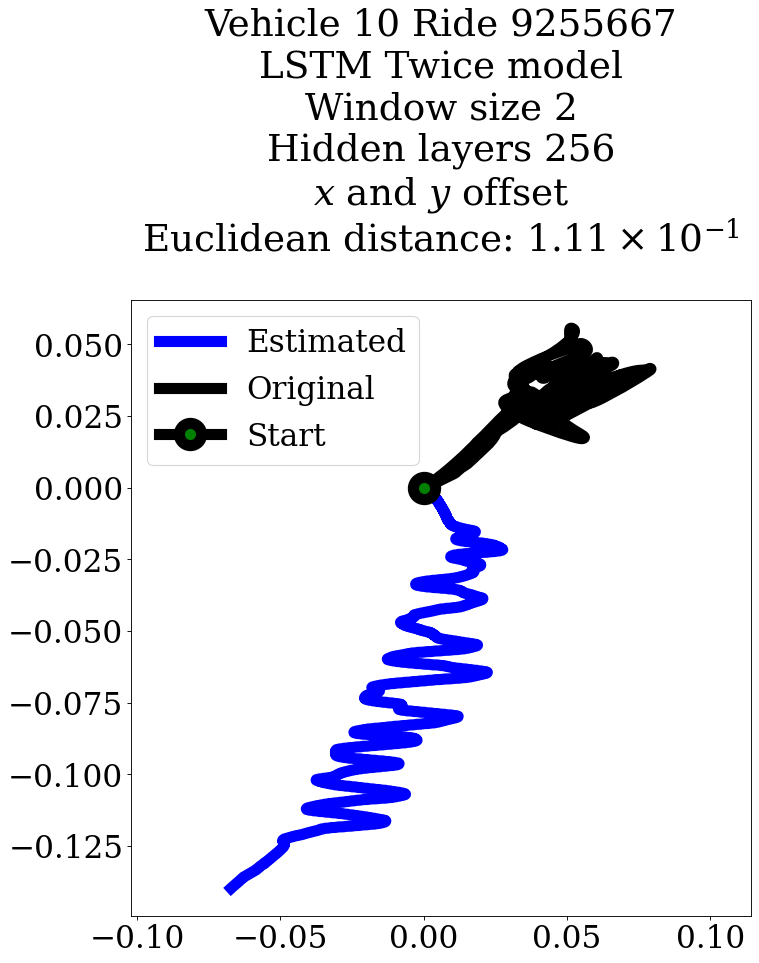 Vehicle 10 Ride 9255667
LSTM Twice model
Window size 2
Hidden layers 256
x and y offset
Euclidean distance: 1.11 × 10⁻¹
Estimated
Original
Start
0.050
0.025
0.000
−0.025
−0.050
−0.075
−0.100
−0.125
−0.10 −0.05 0.00 0.05 0.10